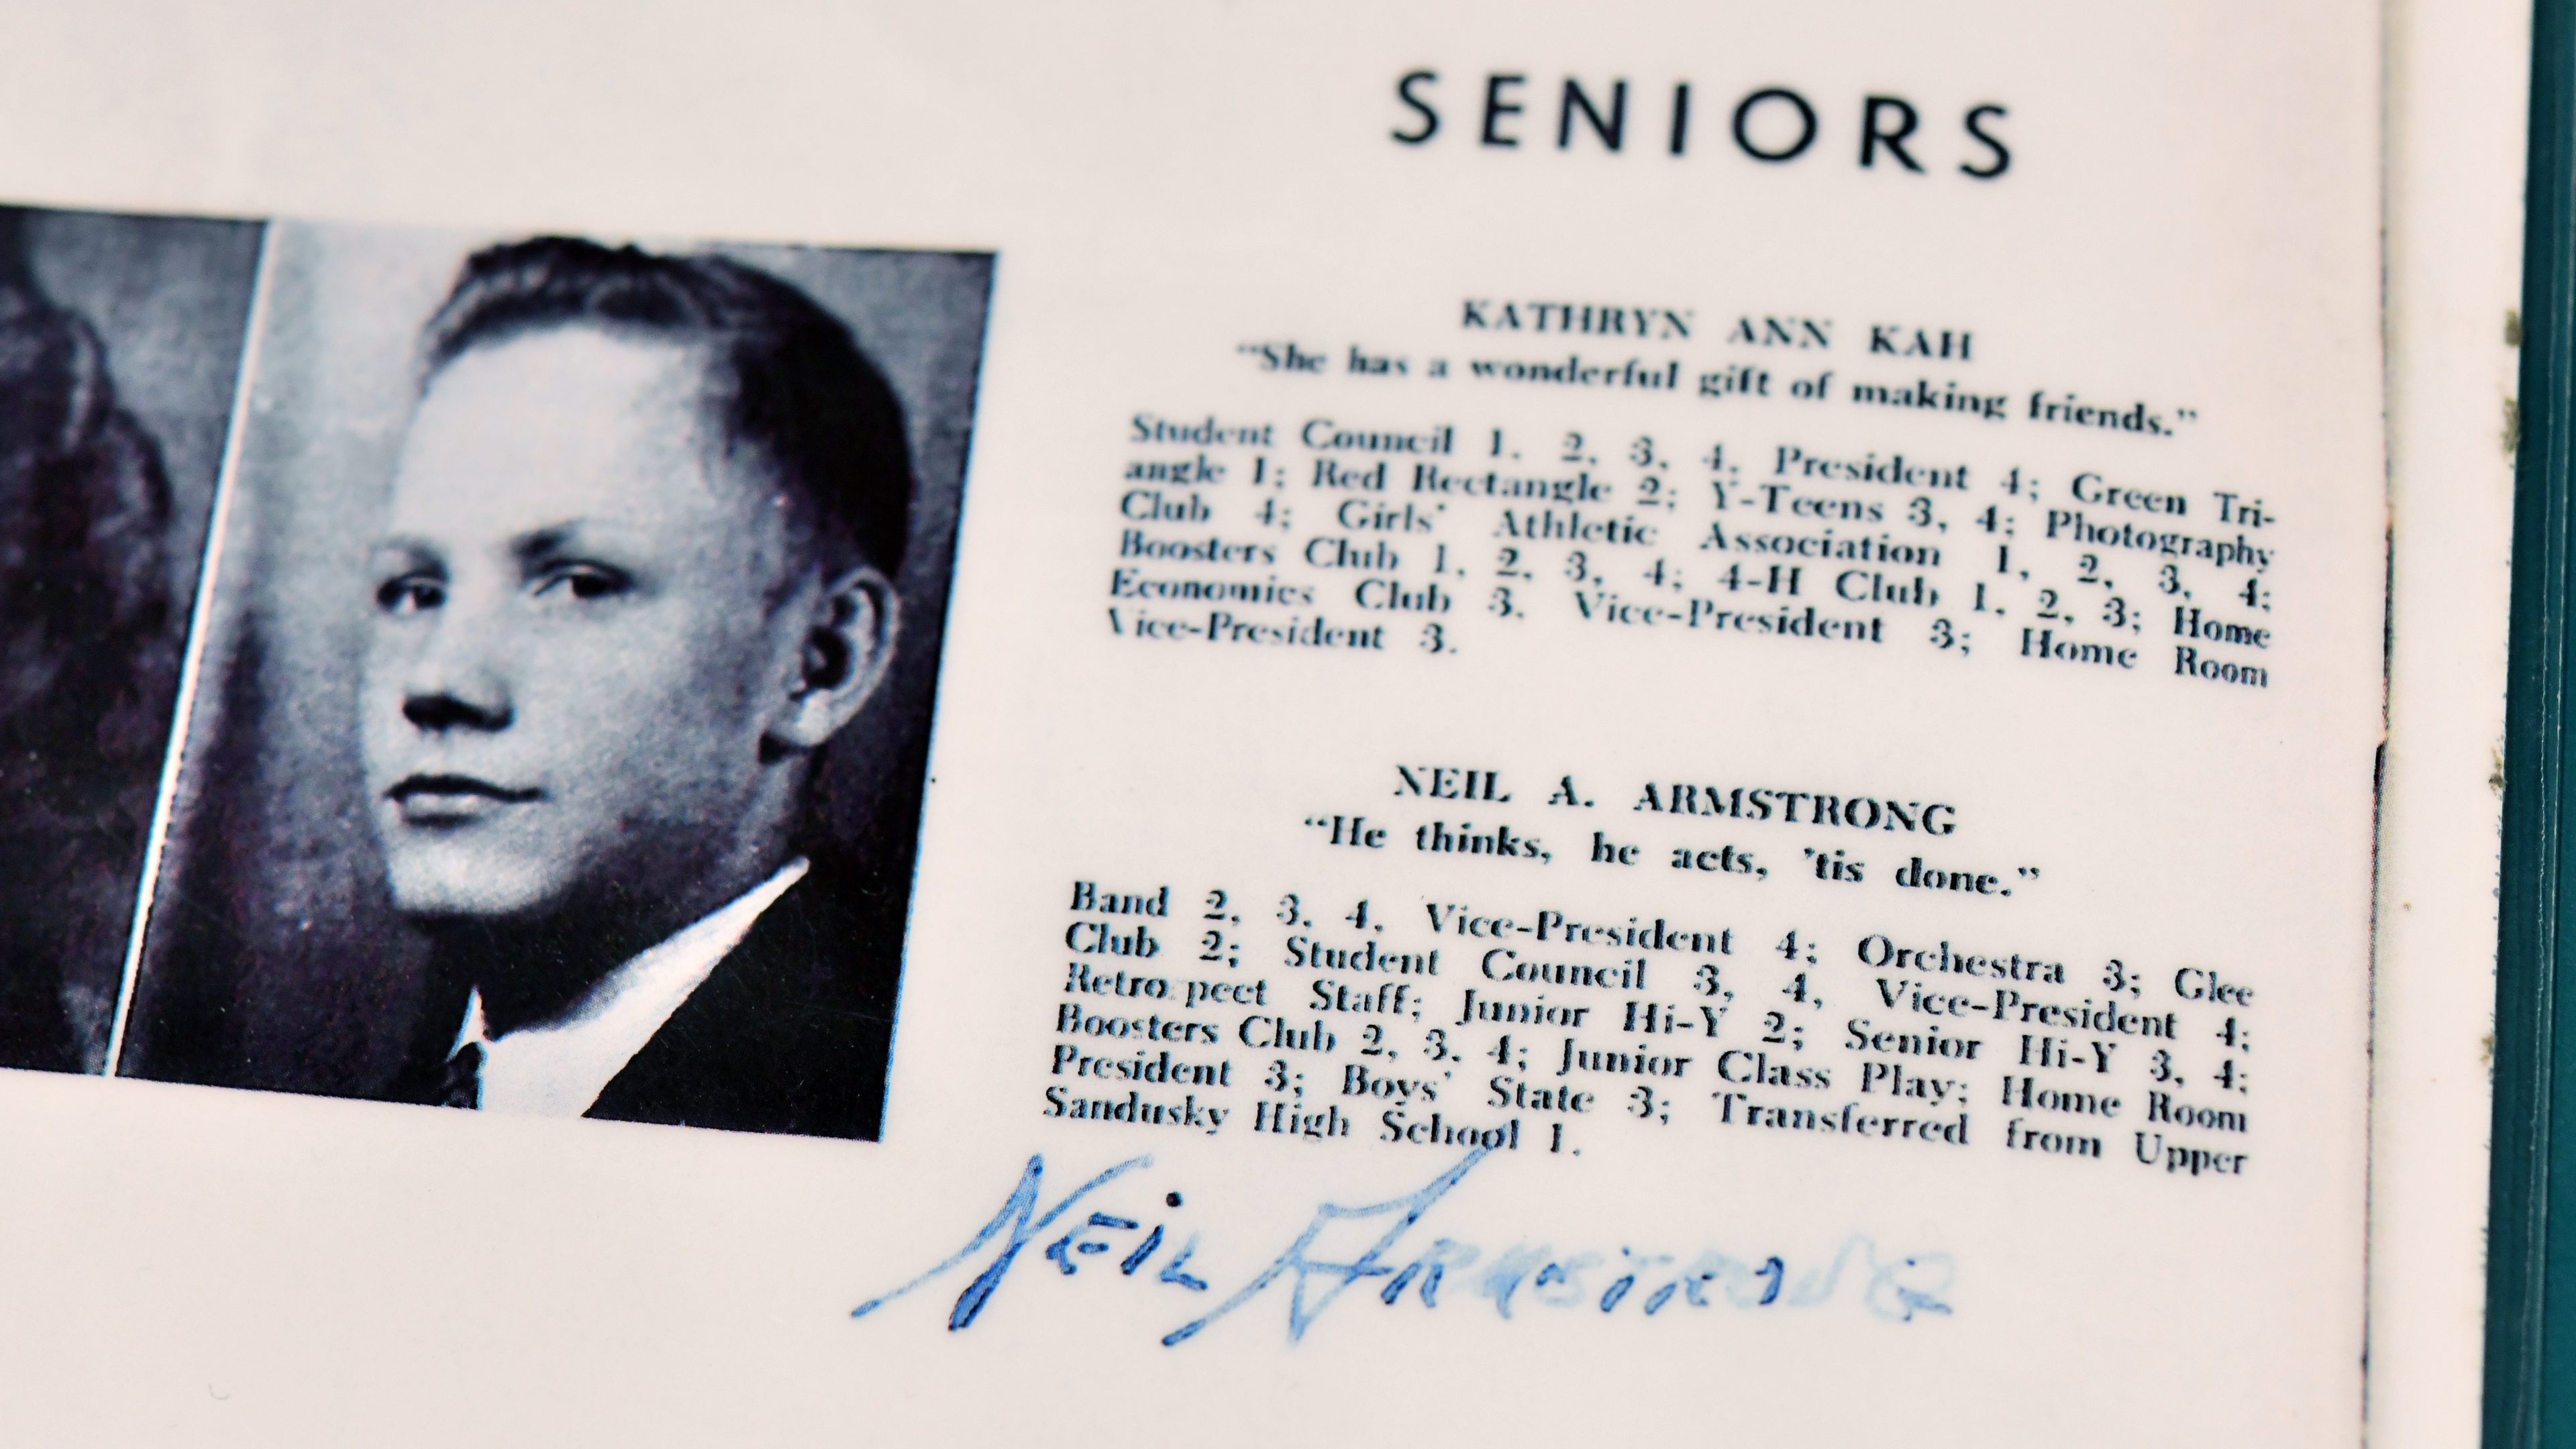 SENIORS
KATHRYN ANN KAH
"She has a wonderful gift of making friends."
Student Council 1, 2, 3, 4, President 4; Green Tri-
angle 1; Red Rectangle 2; Y-Teens 3, 4; Photography
Club 4; Girls' Athletic Association 1, 2, 3, 4;
Boosters Club 1, 2, 3, 4; 4-H Club 1, 2, 3; Home
Economics Club 3, Vice-President 3; Home Room
Vice-President 3.
NEIL A. ARMSTRONG
"He thinks, he acts, 'tis done."
Band 2, 3, 4, Vice-President 4; Orchestra 3; Glee
Club 2; Student Council 3, 4, Vice-President 4;
Retrospect Staff; Junior Hi-Y 2; Senior Hi-Y 3, 4;
Boosters Club 2, 3, 4; Junior Class Play; Home Room
President 3; Boys' State 3; Transferred from Upper
Sandusky High School 1.
NEIL ARMSTRONG